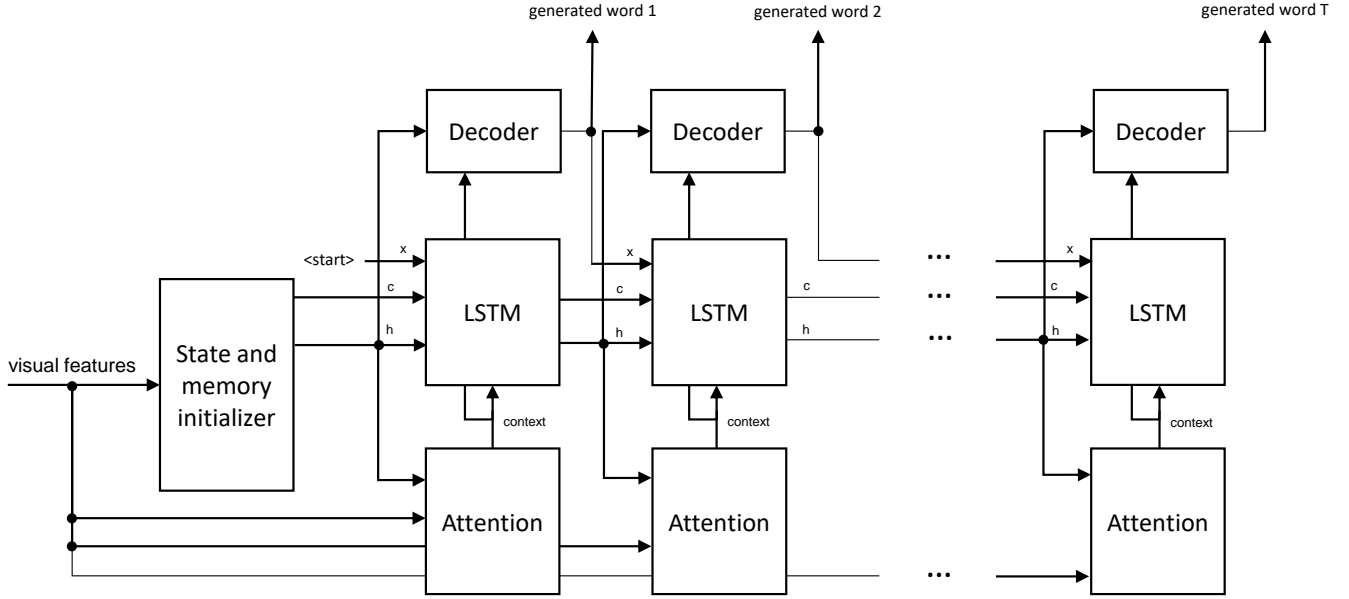 generated word 1
generated word 2
generated word T
Decoder
Decoder
Decoder
<start>
x
x
x
c
c
c
c
h
h
h
h
LSTM
LSTM
LSTM
...
...
...
visual features
State and
memory
initializer
context
context
context
Attention
Attention
Attention
...